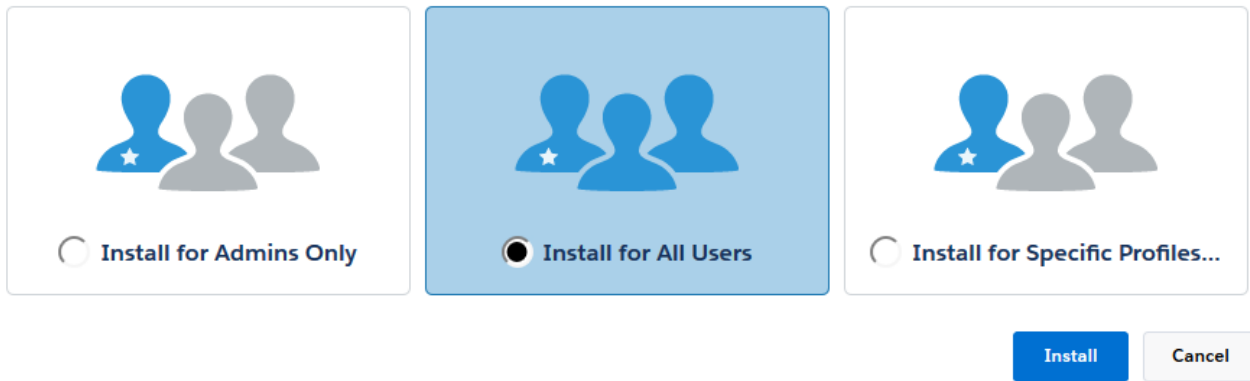 Install for Admins Only
Install for All Users
Install for Specific Profiles...
Install
Cancel